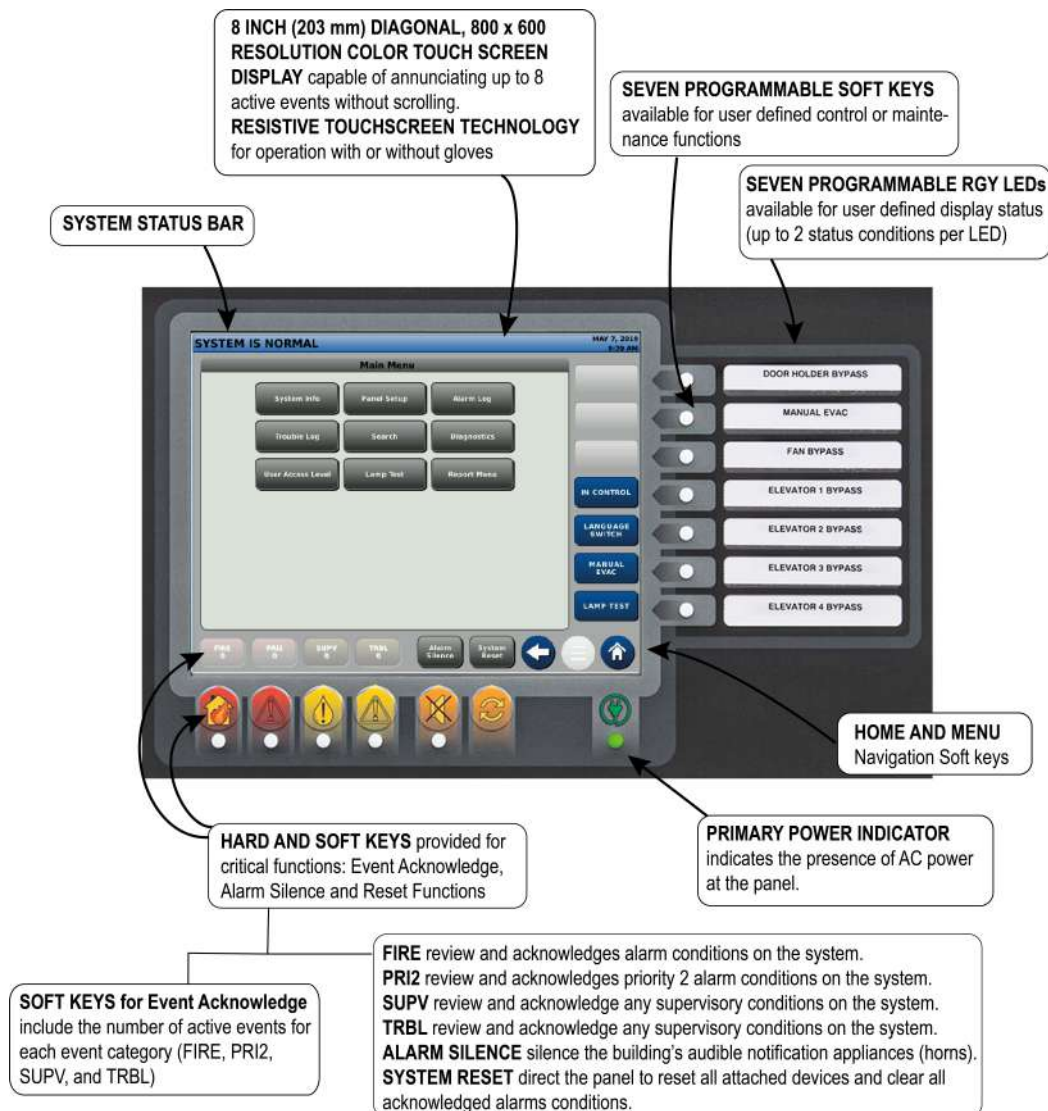 8 INCH (203 mm) DIAGONAL, 800 x 600
RESOLUTION COLOR TOUCH SCREEN
DISPLAY capable of annunciating up to 8
active events without scrolling.
RESISTIVE TOUCHSCREEN TECHNOLOGY
for operation with or without gloves
SEVEN PROGRAMMABLE SOFT KEYS
available for user defined control or mainte-
nance functions
SEVEN PROGRAMMABLE RGY LEDs
available for user defined display status
(up to 2 status conditions per LED)
SYSTEM STATUS BAR
SYSTEM IS NORMAL
MAY 7, 2019
Main Menu
System Info
Panel Setup
Alarm Log
Trouble Log
Search
Diagnostics
User Access Level
Lamp Test
Report Menu
IN CONTROL
LANGUAGE
SWITCH
MANUAL
EVAC
LAMP TEST
DOOR HOLDER BYPASS
MANUAL EVAC
FAN BYPASS
ELEVATOR 1 BYPASS
ELEVATOR 2 BYPASS
ELEVATOR 3 BYPASS
ELEVATOR 4 BYPASS
FIRE
PRI2
SUPV
TRBL
Alarm
Silence
System
Reset
HOME AND MENU
Navigation Soft keys
HARD AND SOFT KEYS provided for
critical functions: Event Acknowledge,
Alarm Silence and Reset Functions
PRIMARY POWER INDICATOR
indicates the presence of AC power
at the panel.
SOFT KEYS for Event Acknowledge
include the number of active events for
each event category (FIRE, PRI2,
SUPV, and TRBL)
FIRE review and acknowledges alarm conditions on the system.
PRI2 review and acknowledges priority 2 alarm conditions on the system.
SUPV review and acknowledge any supervisory conditions on the system.
TRBL review and acknowledge any supervisory conditions on the system.
ALARM SILENCE silence the building's audible notification appliances (horns).
SYSTEM RESET direct the panel to reset all attached devices and clear all
acknowledged alarms conditions.